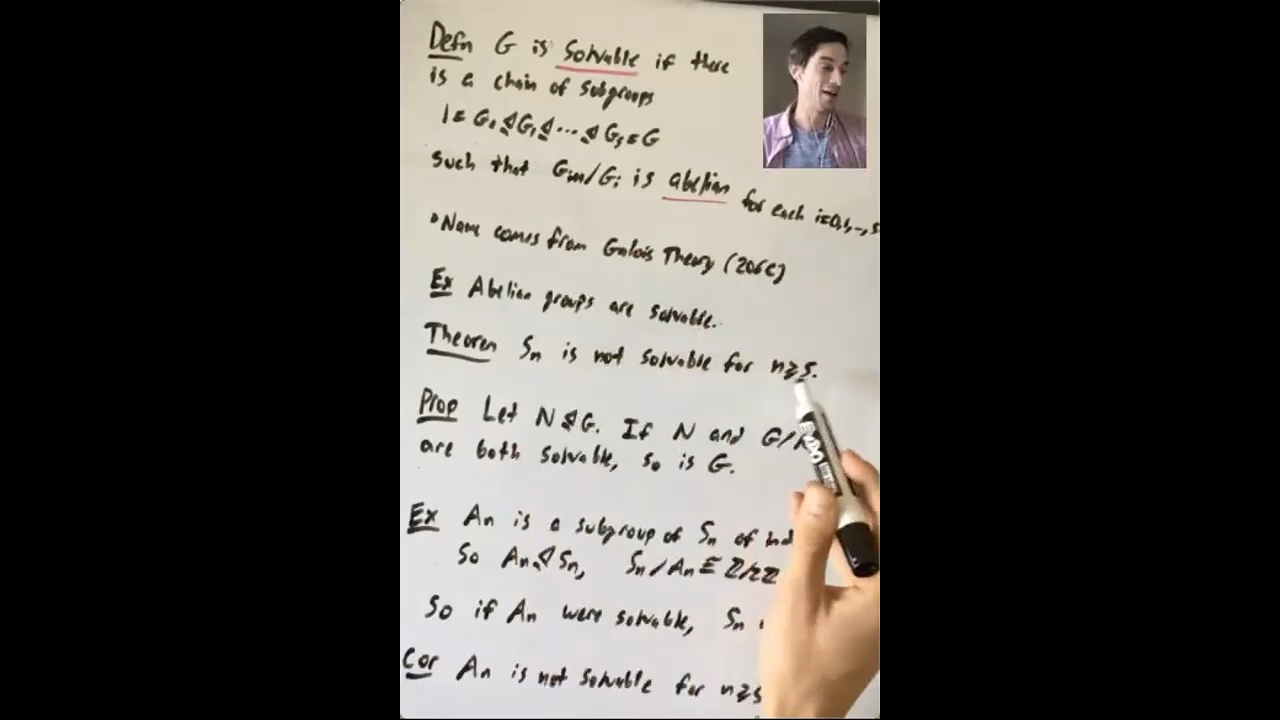 Defn G is solvable if there
is a chain of subgroups
1 = G₀ ⊴ G₁ ⊴ ... ⊴ Gₛ = G
such that Gᵢ₊₁/Gᵢ is abelian for each i=0,1,...,s
• Name comes from Galois Theory (206C)
Ex Abelian groups are solvable.
Theorem Sn is not solvable for n≥5.
Prop Let N⊴G. If N and G/
are both solvable, so is G.
Ex An is a subgroup of Sn of
So An⊴Sn, Sn/An ≅ Z/2Z
So if An were solvable, Sn
Cor An is not solvable for n≥5
EXPO